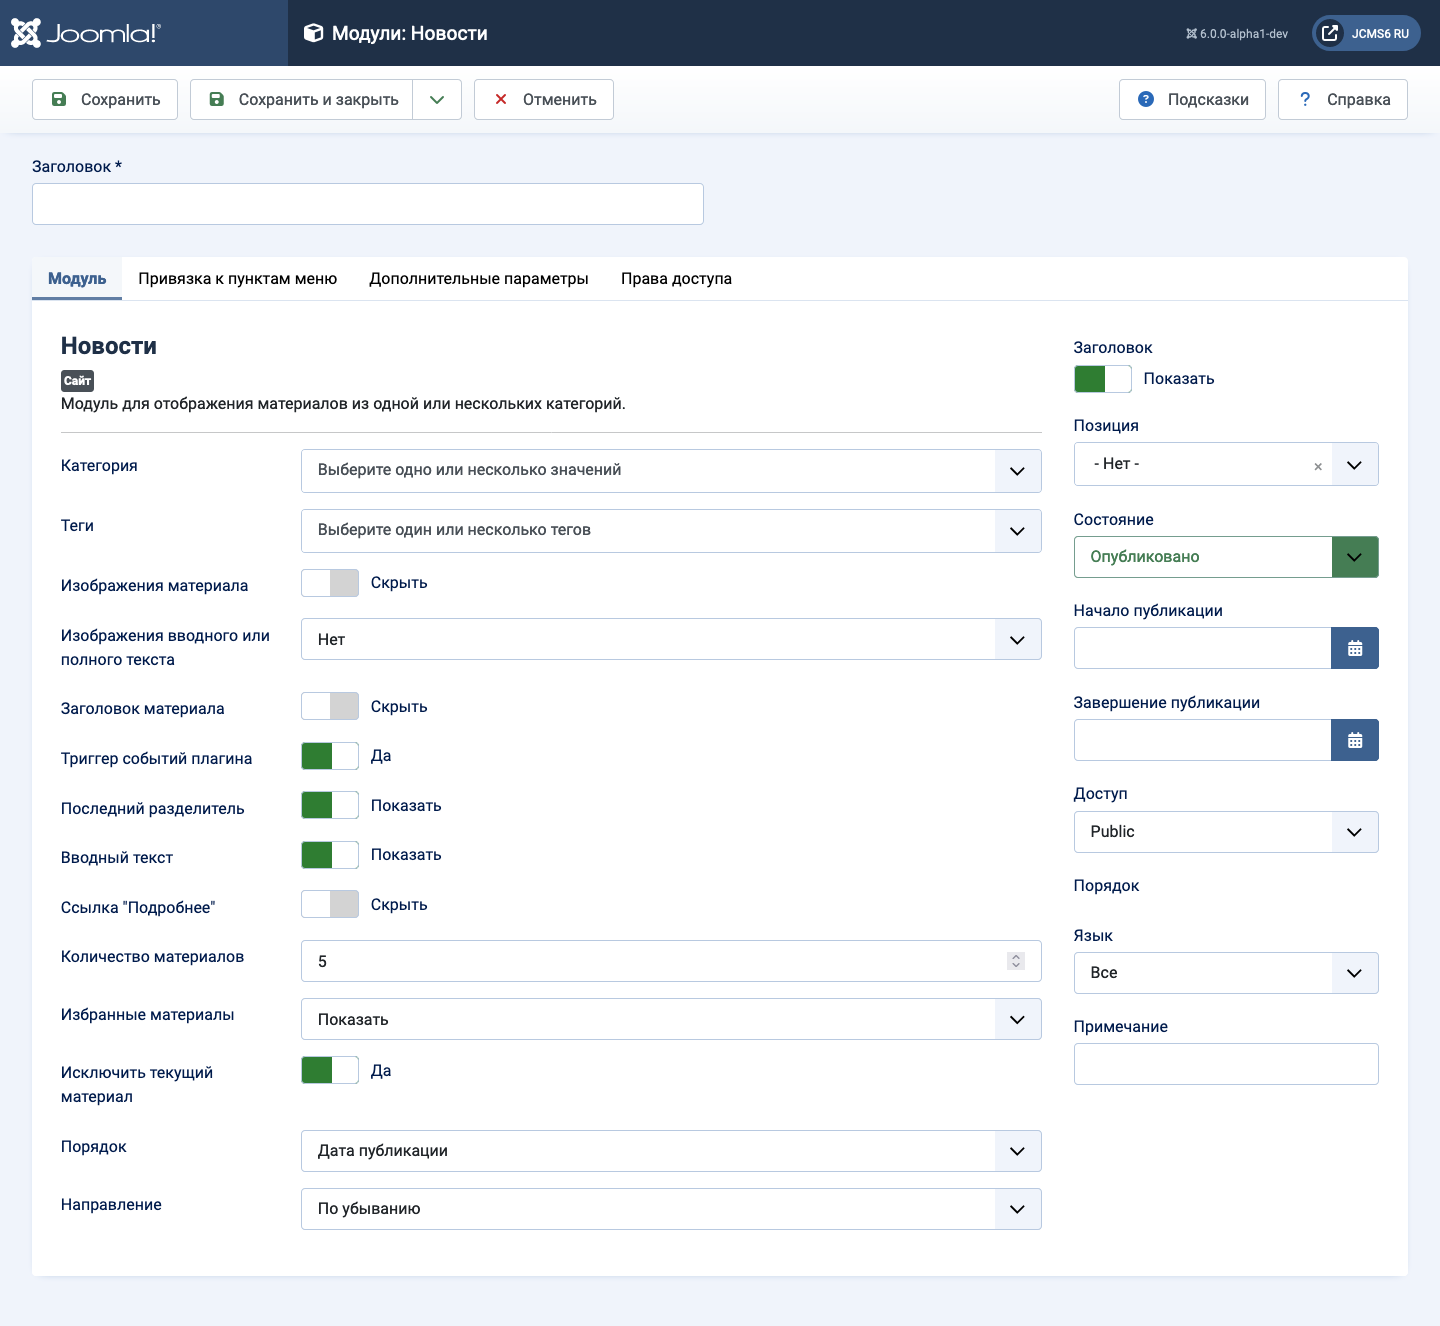 Joomla!®
Модули: Новости
6.0.0-alpha1-dev
JCMS6 RU
Сохранить
Сохранить и закрыть
Отменить
Подсказки
Справка
Заголовок *
Модуль
Привязка к пунктам меню
Дополнительные параметры
Права доступа
Новости
Сайт
Модуль для отображения материалов из одной или нескольких категорий.
Категория
Выберите одно или несколько значений
Теги
Выберите один или несколько тегов
Изображения материала
Скрыть
Изображения вводного или
полного текста
Нет
Заголовок материала
Скрыть
Триггер событий плагина
Да
Последний разделитель
Показать
Вводный текст
Показать
Ссылка "Подробнее"
Скрыть
Количество материалов
5
Избранные материалы
Показать
Исключить текущий
материал
Да
Порядок
Дата публикации
Направление
По убыванию
Заголовок
Показать
Позиция
- Нет -
Состояние
Опубликовано
Начало публикации
Завершение публикации
Доступ
Public
Порядок
Язык
Все
Примечание